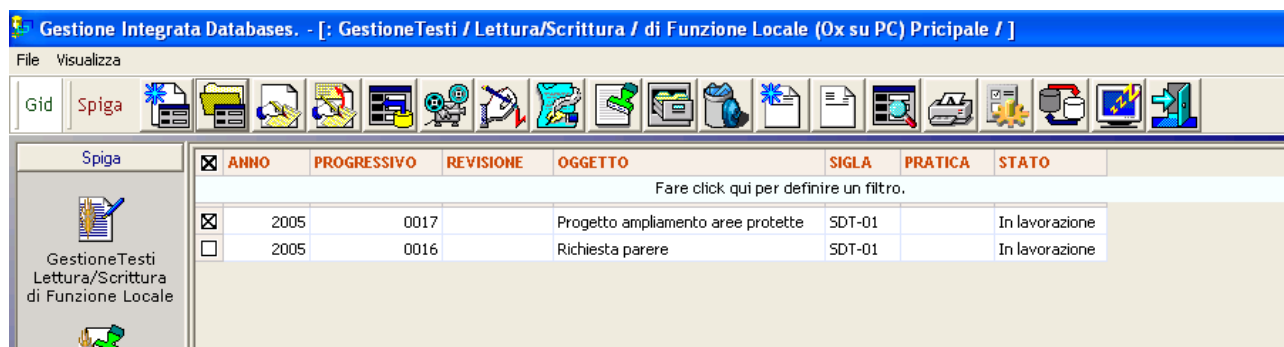 Gestione Integrata Databases. - [: GestioneTesti / Lettura/Scrittura / di Funzione Locale (Ox su PC) Pricipale / ]
File Visualizza
Gid Spiga
Spiga
ANNO PROGRESSIVO REVISIONE OGGETTO SIGLA PRATICA STATO
Fare click qui per definire un filtro.
2005 0017 Progetto ampliamento aree protette SDT-01 In lavorazione
2005 0016 Richiesta parere SDT-01 In lavorazione
GestioneTesti
Lettura/Scrittura
di Funzione Locale